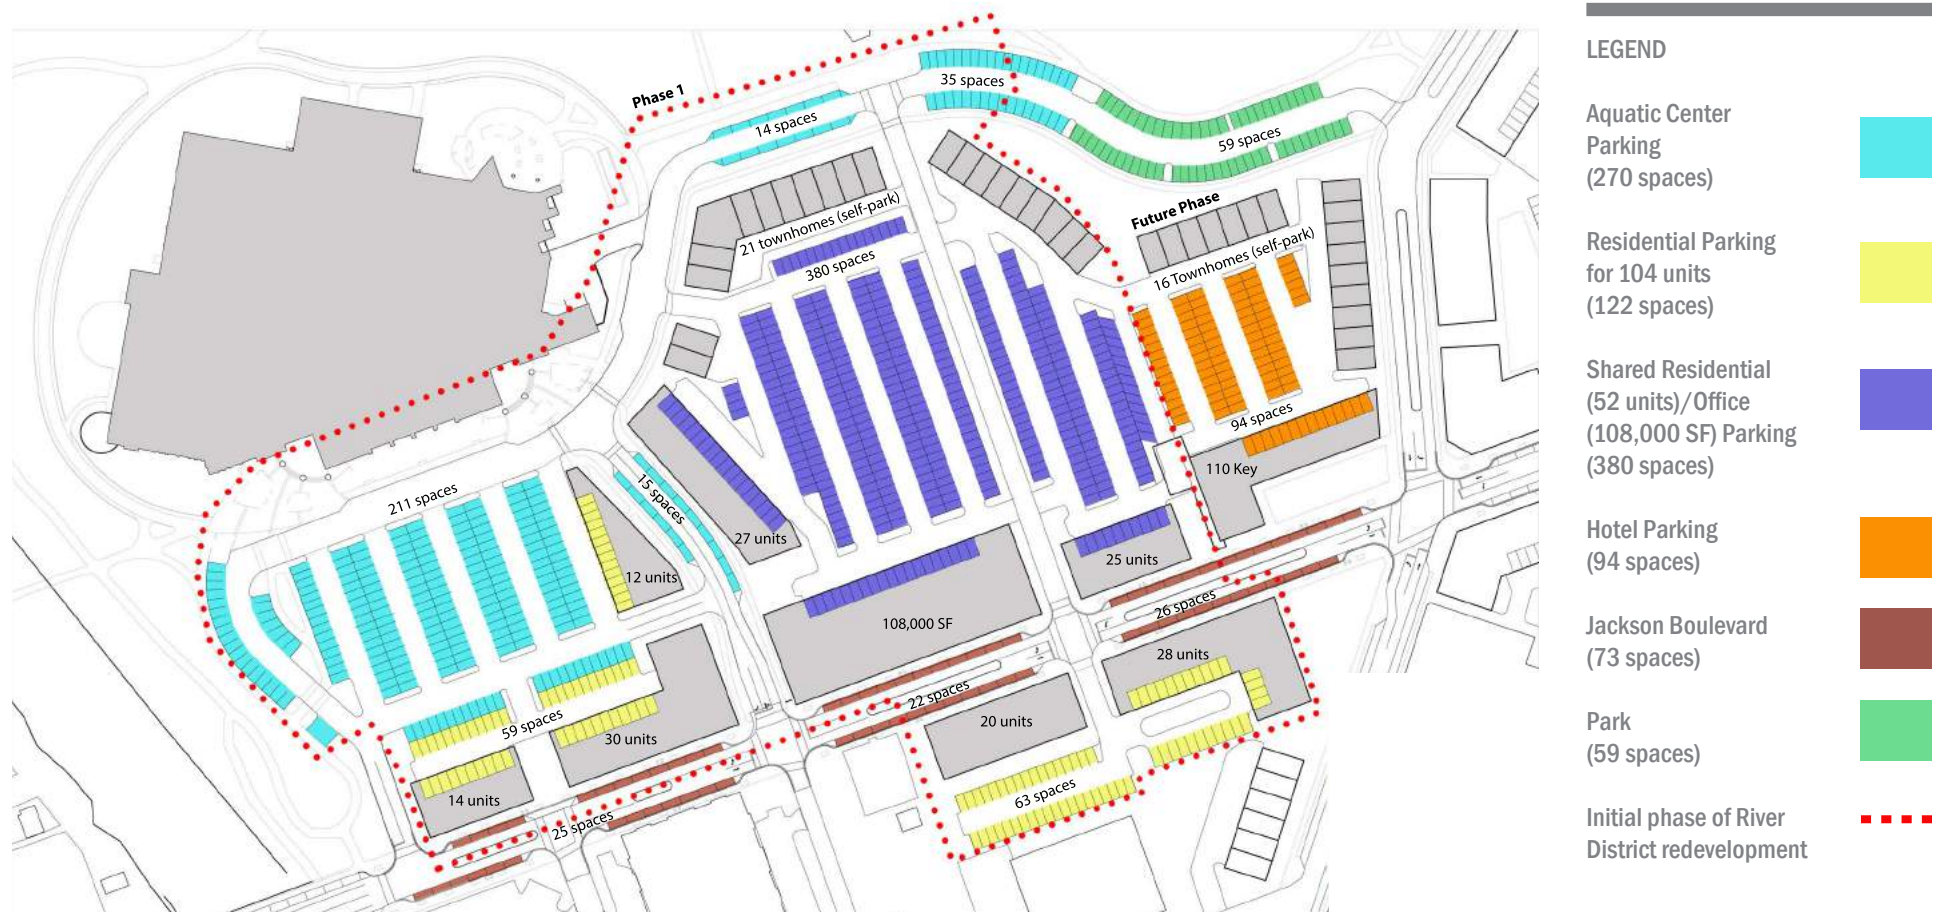 Phase 1
35 spaces
14 spaces
59 spaces
21 townhomes (self-park)
Future Phase
380 spaces
16 Townhomes (self-park)
94 spaces
110 Key
211 spaces
15 spaces
27 units
12 units
25 units
108,000 SF
26 spaces
28 units
22 spaces
20 units
59 spaces
30 units
63 spaces
14 units
25 spaces
LEGEND
Aquatic Center
Parking
(270 spaces)
Residential Parking
for 104 units
(122 spaces)
Shared Residential
(52 units)/Office
(108,000 SF) Parking
(380 spaces)
Hotel Parking
(94 spaces)
Jackson Boulevard
(73 spaces)
Park
(59 spaces)
Initial phase of River
District redevelopment